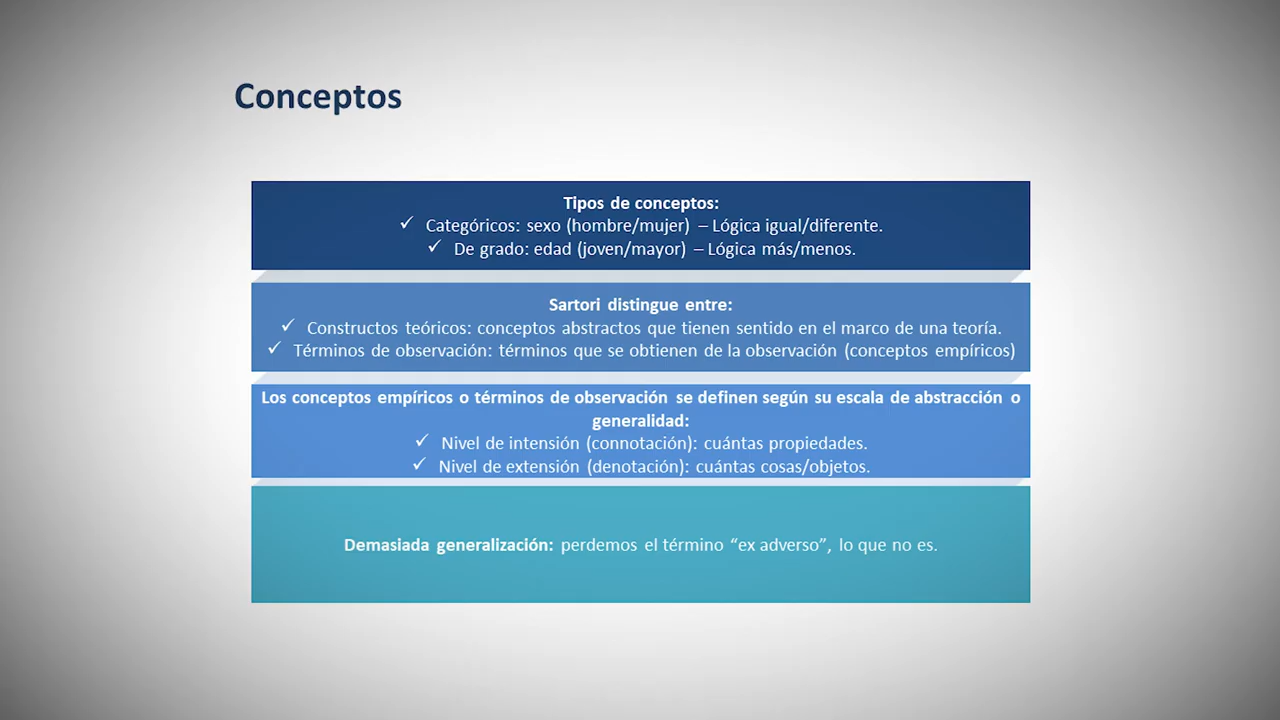 Conceptos
Tipos de conceptos:
✓ Categóricos: sexo (hombre/mujer) – Lógica igual/diferente.
✓ De grado: edad (joven/mayor) – Lógica más/menos.
Sartori distingue entre:
✓ Constructos teóricos: conceptos abstractos que tienen sentido en el marco de una teoría.
✓ Términos de observación: términos que se obtienen de la observación (conceptos empíricos)
Los conceptos empíricos o términos de observación se definen según su escala de abstracción o
generalidad:
✓ Nivel de intensión (connotación): cuántas propiedades.
✓ Nivel de extensión (denotación): cuántas cosas/objetos.
Demasiada generalización: perdemos el término “ex adverso”, lo que no es.